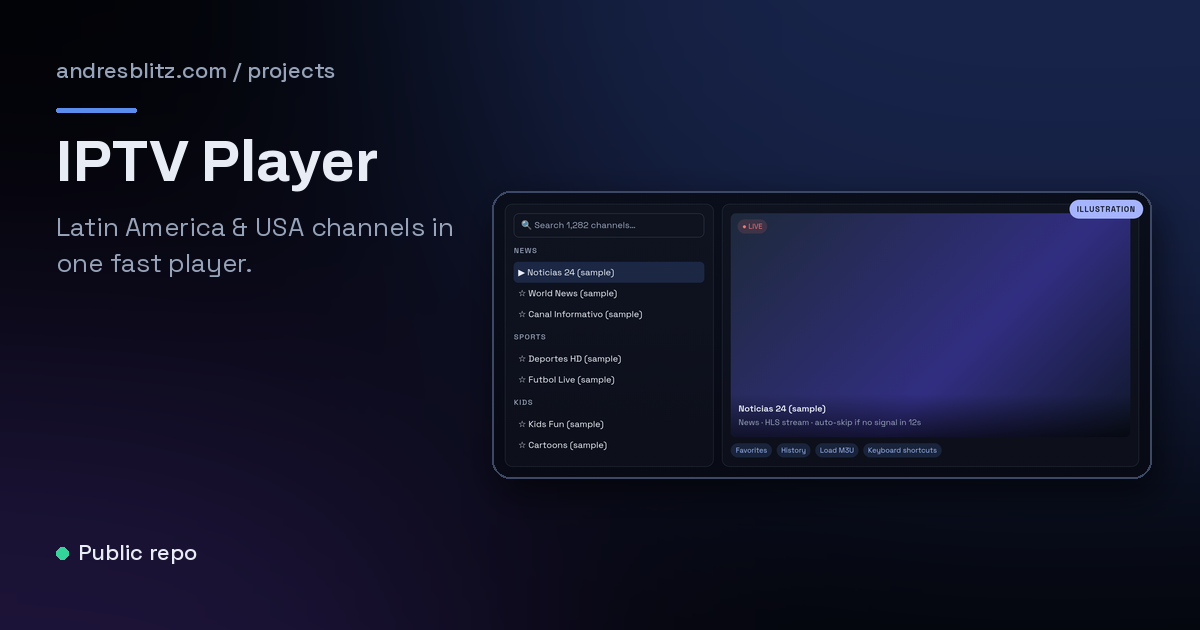 andresblitz.com / projects
IPTV Player
Latin America & USA channels in
one fast player.
Public repo
🔍 Search 1,282 channels…
NEWS
▶ Noticias 24 (sample)
☆ World News (sample)
☆ Canal Informativo (sample)
SPORTS
☆ Deportes HD (sample)
☆ Futbol Live (sample)
KIDS
☆ Kids Fun (sample)
☆ Cartoons (sample)
ILLUSTRATION
● LIVE
Noticias 24 (sample)
News · HLS stream · auto-skip if no signal in 12s
Favorites History Load M3U Keyboard shortcuts